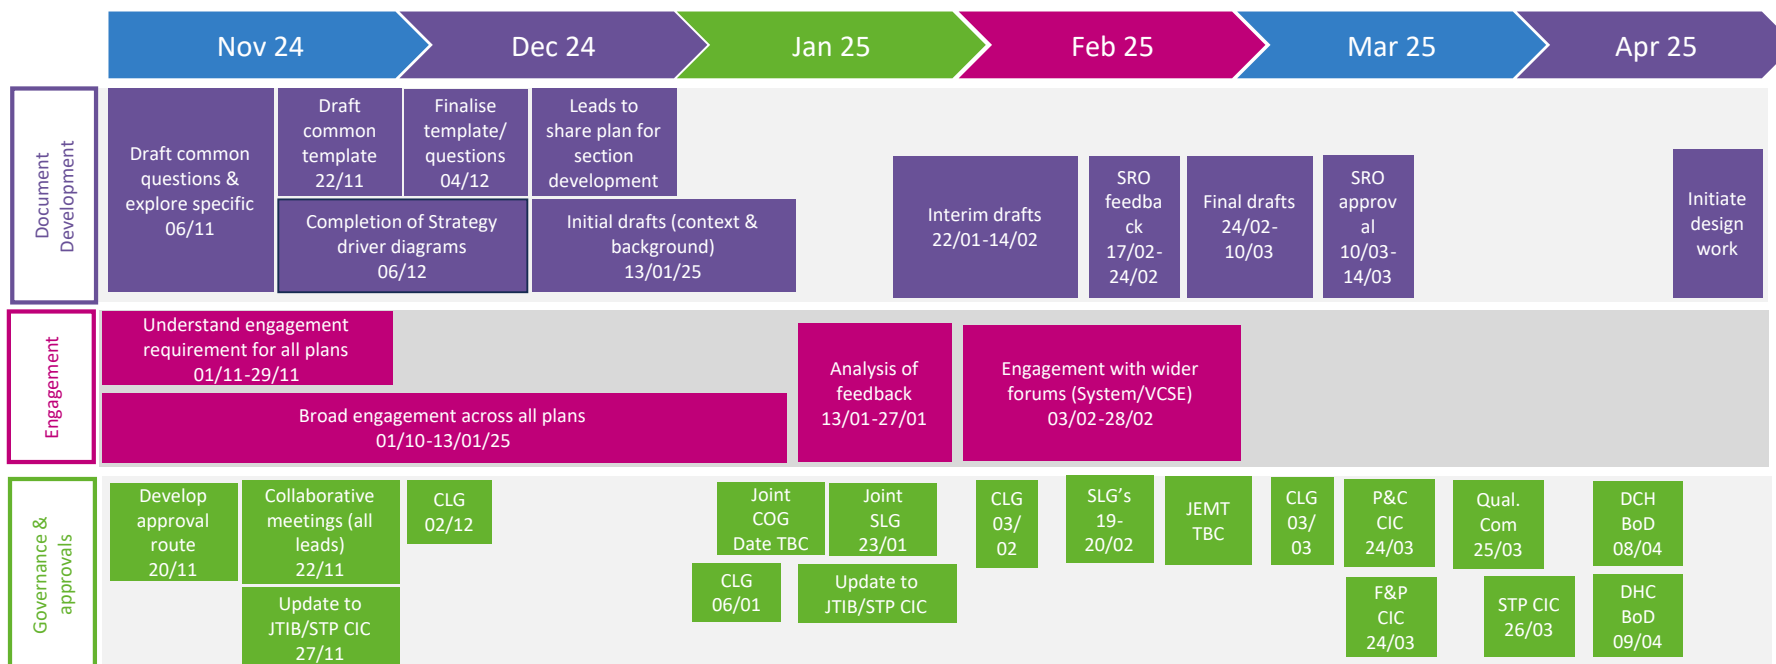 Nov 24
Dec 24
Jan 25
Feb 25
Mar 25
Apr 25
Document
Development
Draft common
questions &
explore specific
06/11
Draft
common
template
22/11
Finalise
template/
questions
04/12
Leads to
share plan for
section
development
Completion of Strategy
driver diagrams
06/12
Initial drafts (context &
background)
13/01/25
Interim drafts
22/01-14/02
SRO
feedba
ck
17/02-
24/02
Final drafts
24/02-
10/03
SRO
approv
al
10/03-
14/03
Initiate
design
work
Engagement
Understand engagement
requirement for all plans
01/11-29/11
Broad engagement across all plans
01/10-13/01/25
Analysis of
feedback
13/01-27/01
Engagement with wider
forums (System/VCSE)
03/02-28/02
Governance &
approvals
Develop
approval
route
20/11
Collaborative
meetings (all
leads)
22/11
Update to
JTIB/STP CIC
27/11
CLG
02/12
Joint
COG
Date TBC
CLG
06/01
Joint
SLG
23/01
Update to
JTIB/STP CIC
CLG
03/
02
SLG's
19-
20/02
JEMT
TBC
CLG
03/
03
P&C
CIC
24/03
F&P
CIC
24/03
Qual.
Com
25/03
STP CIC
26/03
DCH
BoD
08/04
DHC
BoD
09/04